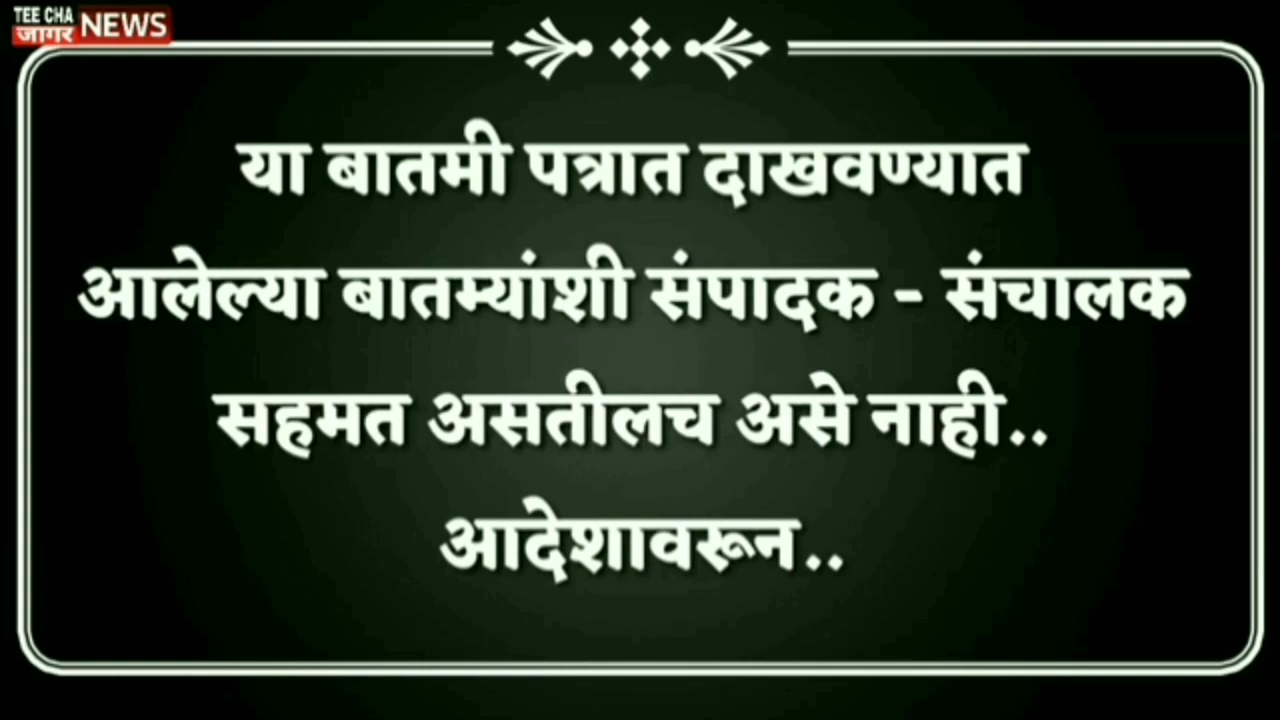 TEE CHA
जागर NEWS
या बातमी पत्रात दाखवण्यात
आलेल्या बातम्यांशी संपादक - संचालक
सहमत असतीलच असे नाही..
आदेशावरून..